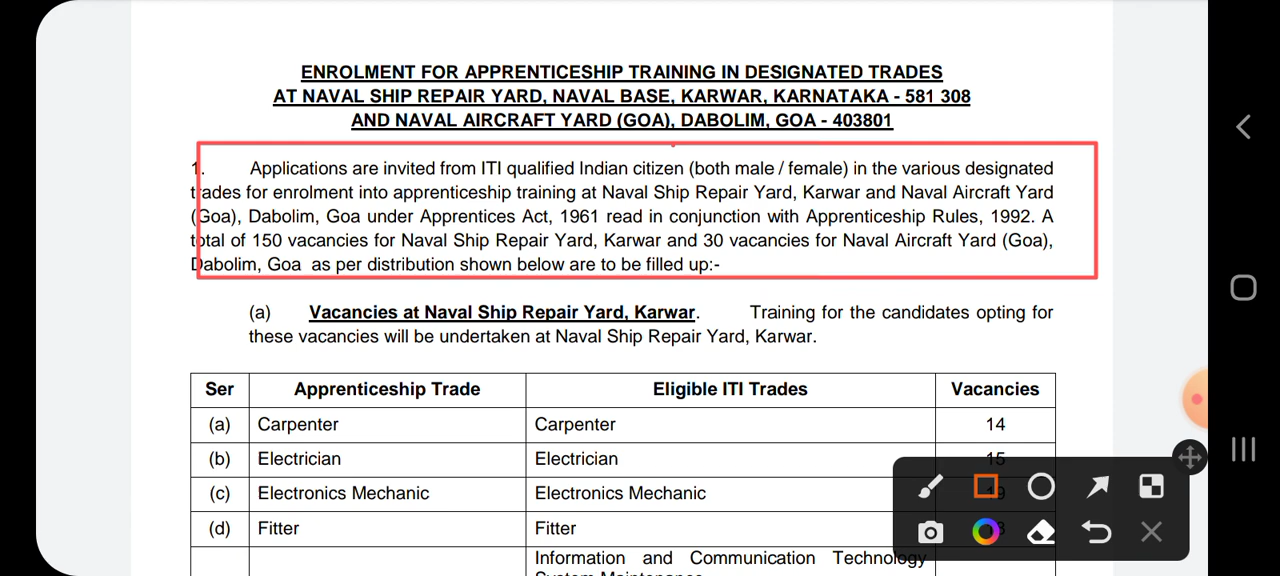 ENROLMENT FOR APPRENTICESHIP TRAINING IN DESIGNATED TRADES
AT NAVAL SHIP REPAIR YARD, NAVAL BASE, KARWAR, KARNATAKA - 581 308
AND NAVAL AIRCRAFT YARD (GOA), DABOLIM, GOA - 403801
1. Applications are invited from ITI qualified Indian citizen (both male / female) in the various designated
trades for enrolment into apprenticeship training at Naval Ship Repair Yard, Karwar and Naval Aircraft Yard
(Goa), Dabolim, Goa under Apprentices Act, 1961 read in conjunction with Apprenticeship Rules, 1992. A
total of 150 vacancies for Naval Ship Repair Yard, Karwar and 30 vacancies for Naval Aircraft Yard (Goa),
Dabolim, Goa as per distribution shown below are to be filled up:-
(a) Vacancies at Naval Ship Repair Yard, Karwar. Training for the candidates opting for
these vacancies will be undertaken at Naval Ship Repair Yard, Karwar.
Ser Apprenticeship Trade Eligible ITI Trades Vacancies
(a) Carpenter Carpenter 14
(b) Electrician Electrician 15
(c) Electronics Mechanic Electronics Mechanic
(d) Fitter Fitter
Information and Communication Technology
System Maintenance